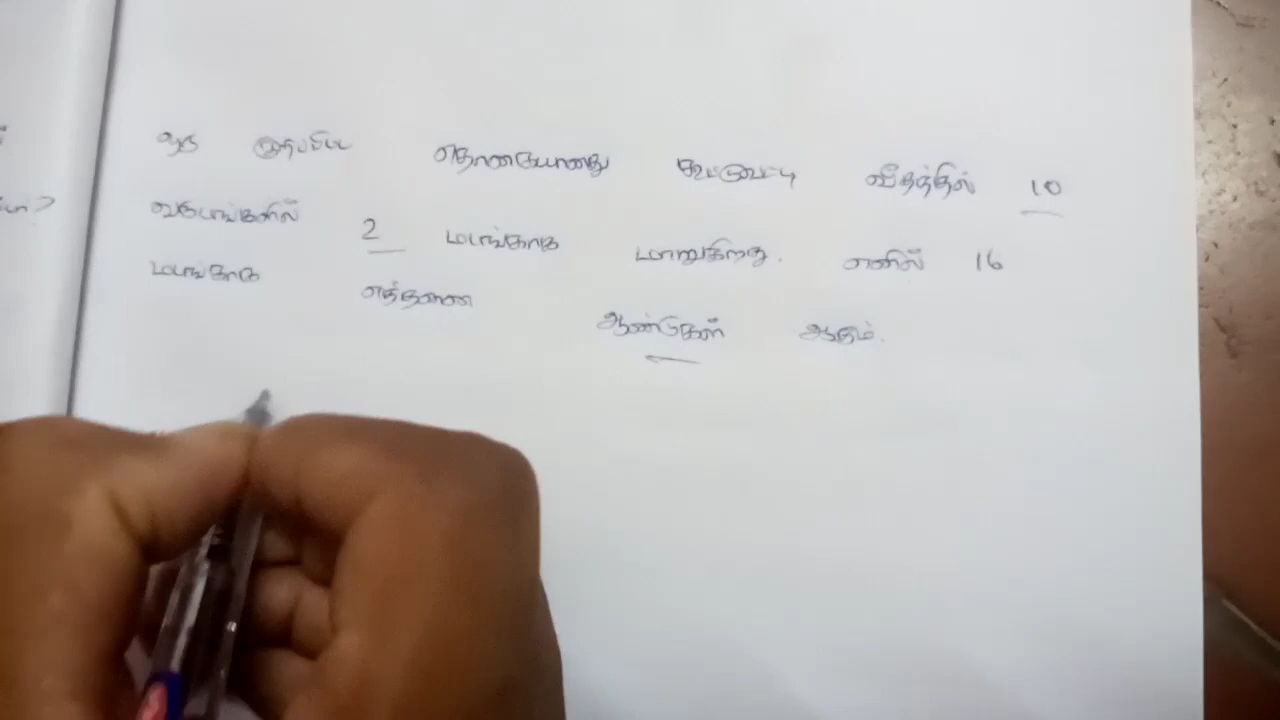 ஒரு குறிப்பிட்ட தொகையானது கூட்டுவட்டி வீதத்தில் 10
வருடங்களில் 2 மடங்காக மாறுகிறது. எனில் 16
மடங்காக எத்தனை ஆண்டுகள் ஆகும்.